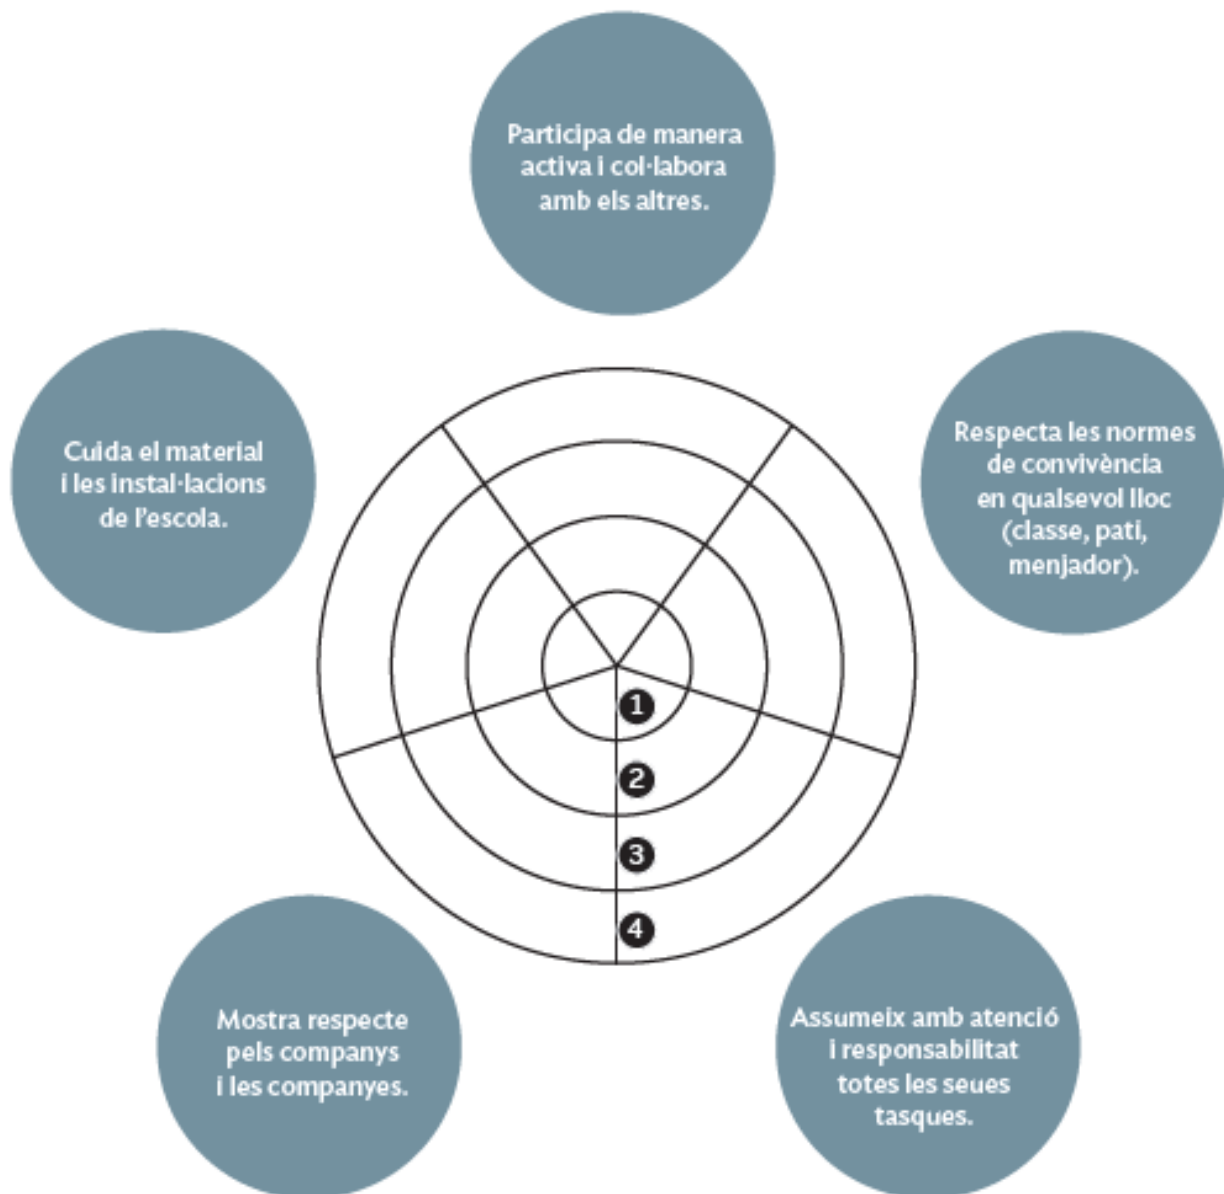 Participa de manera
activa i col·labora
amb els altres.
Cuida el material
i les instal·lacions
de l’escola.
Respecta les normes
de convivència
en qualsevol lloc
(classe, pati,
menjador).
1
2
3
4
Mostra respecte
pels companys
i les companyes.
Assumeix amb atenció
i responsabilitat
totes les seues
tasques.